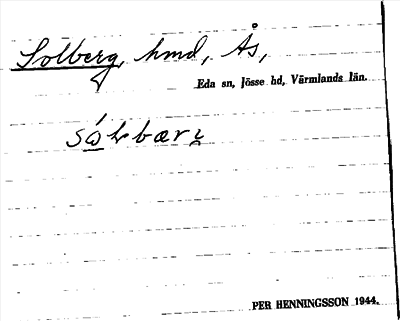 Solberg, hmd, Ås,
Eda sn, Jösse hd, Värmlands län.
PER HENNINGSSON 1944.